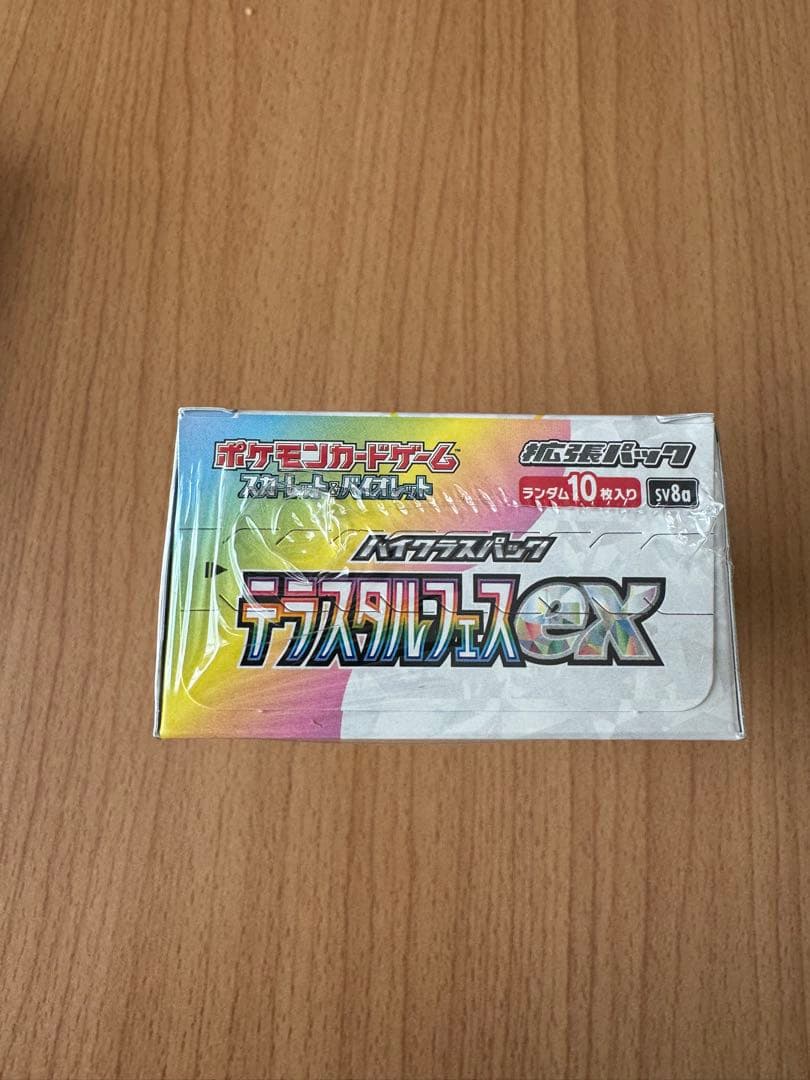 ポケモンカードゲーム™
スカーレット&バイオレット
拡張パック
ランダム10枚入り
SV8a
ハイクラスパック
テラスタルフェスex